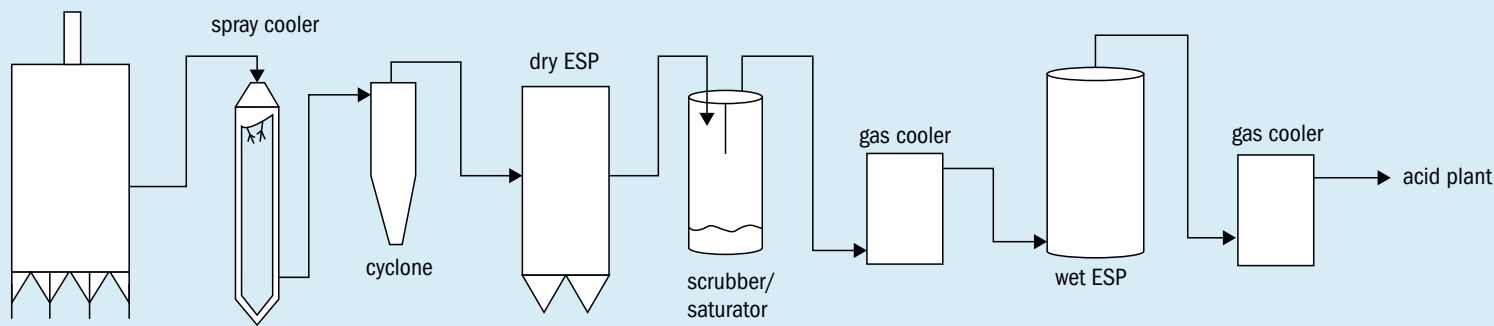 spray cooler
cyclone
dry ESP
scrubber/
saturator
gas cooler
wet ESP
gas cooler
acid plant